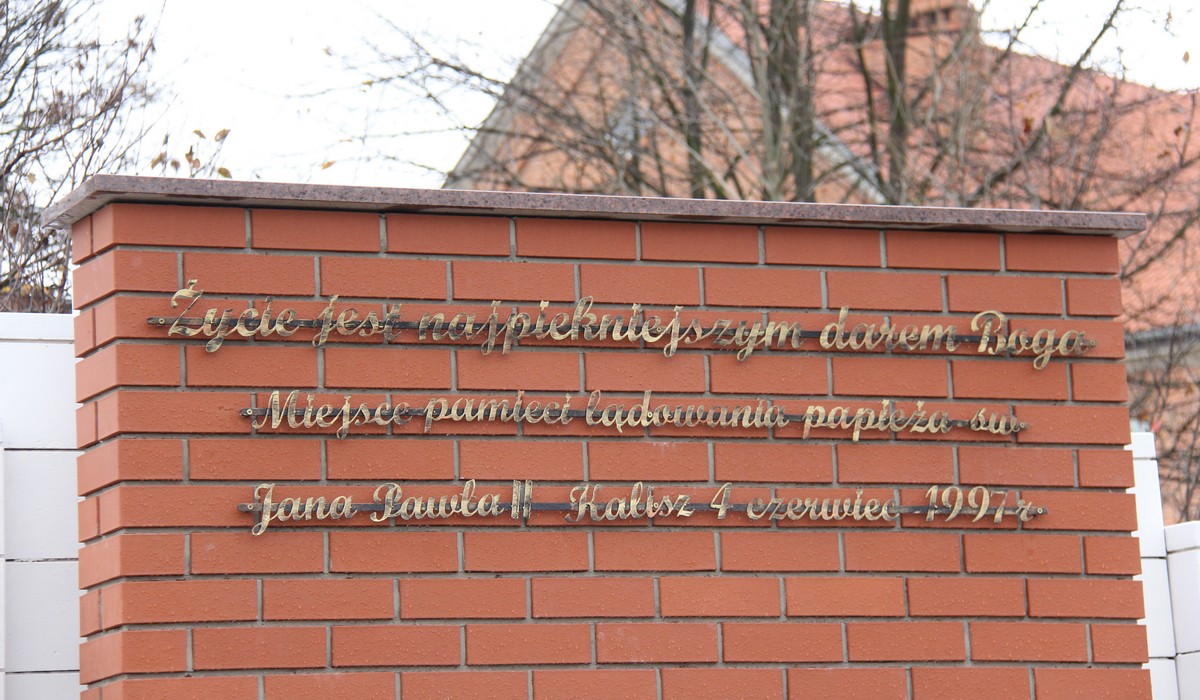 Życie jest najpiękniejszym darem Boga
Miejsce pamięci lądowania papieża św.
Jana Pawła II Kalisz 4 czerwiec 1997 r.